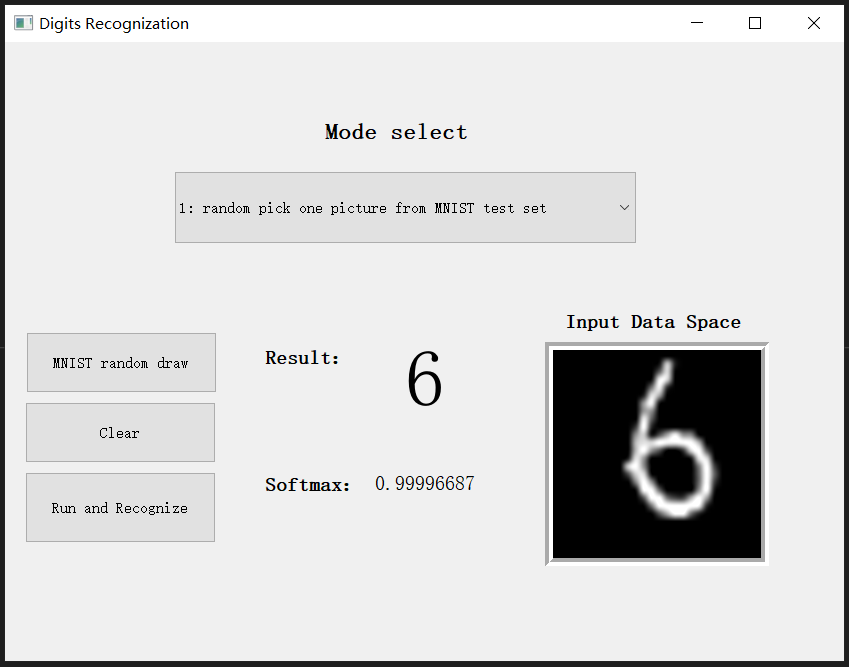 Digits Recognization
Mode select
1: random pick one picture from MNIST test set
Input Data Space
MNIST random draw
Result:
6
6
Clear
Softmax:
0.99996687
Run and Recognize